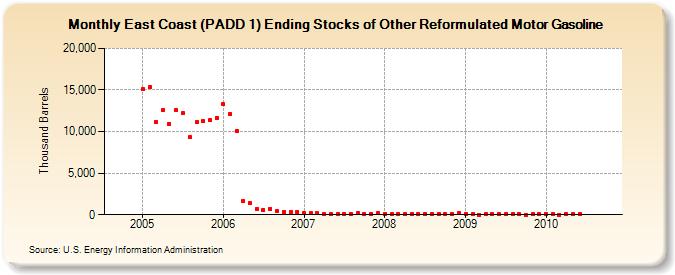 Monthly East Coast (PADD 1) Ending Stocks of Other Reformulated Motor Gasoline
Thousand Barrels
20,000
15,000
10,000
5,000
0
2005 2006 2007 2008 2009 2010
Source: U.S. Energy Information Administration